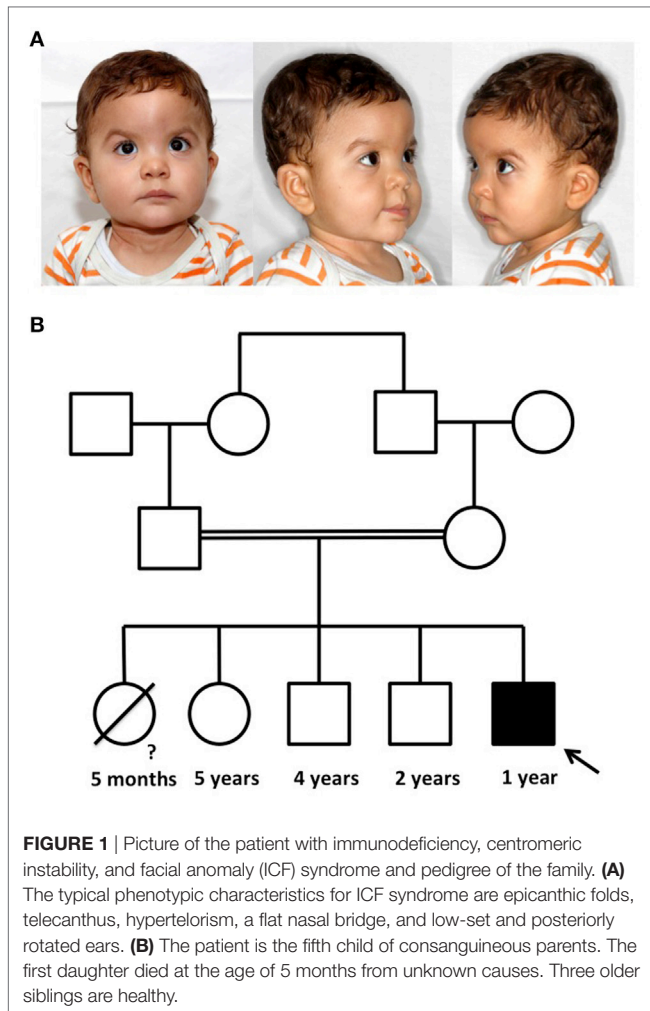 A
B
?
5 months 5 years 4 years 2 years 1 year
FIGURE 1 | Picture of the patient with immunodeficiency, centromeric
instability, and facial anomaly (ICF) syndrome and pedigree of the family. (A)
The typical phenotypic characteristics for ICF syndrome are epicanthic folds,
telecanthus, hypertelorism, a flat nasal bridge, and low-set and posteriorly
rotated ears. (B) The patient is the fifth child of consanguineous parents. The
first daughter died at the age of 5 months from unknown causes. Three older
siblings are healthy.